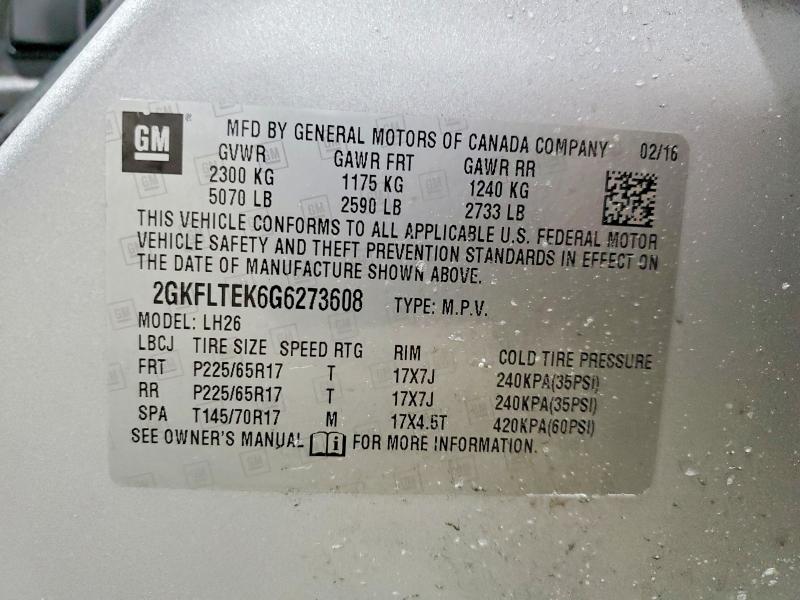 GM ® MFD BY GENERAL MOTORS OF CANADA COMPANY 02/16
GVWR GAWR FRT GAWR RR
2300 KG 1175 KG 1240 KG
5070 LB 2590 LB 2733 LB
THIS VEHICLE CONFORMS TO ALL APPLICABLE U.S. FEDERAL MOTOR
VEHICLE SAFETY AND THEFT PREVENTION STANDARDS IN EFFECT ON
THE DATE OF MANUFACTURE SHOWN ABOVE.
2GKFLTEK6G6273608 TYPE: M.P.V.
MODEL: LH26
LBCJ TIRE SIZE SPEED RTG RIM COLD TIRE PRESSURE
FRT P225/65R17 T 17X7J 240KPA(35PSI)
RR P225/65R17 T 17X7J 240KPA(35PSI)
SPA T145/70R17 M 17X4.5T 420KPA(60PSI)
SEE OWNER'S MANUAL FOR MORE INFORMATION.